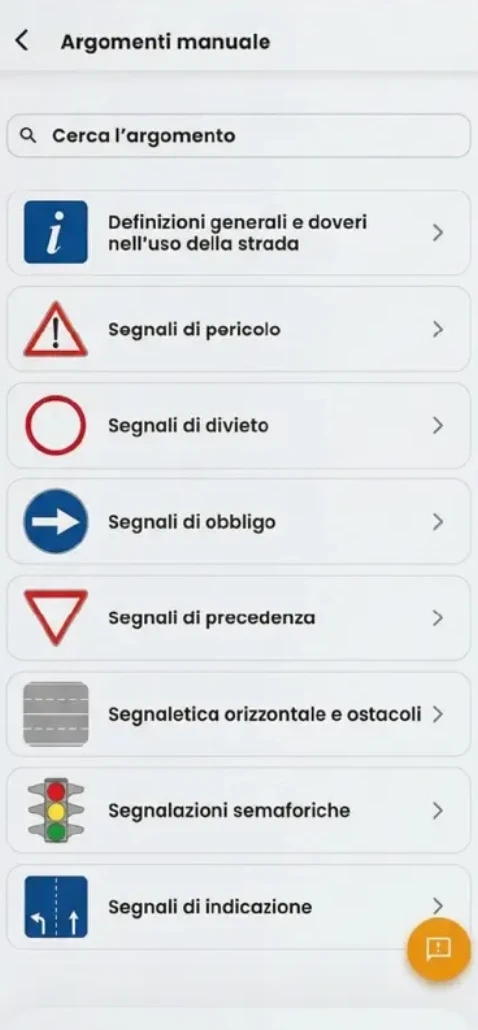 Argomenti manuale
Cerca l'argomento
Definizioni generali e doveri
nell'uso della strada
Segnali di pericolo
Segnali di divieto
Segnali di obbligo
Segnali di precedenza
Segnaletica orizzontale e ostacoli
Segnalazioni semaforiche
Segnali di indicazione